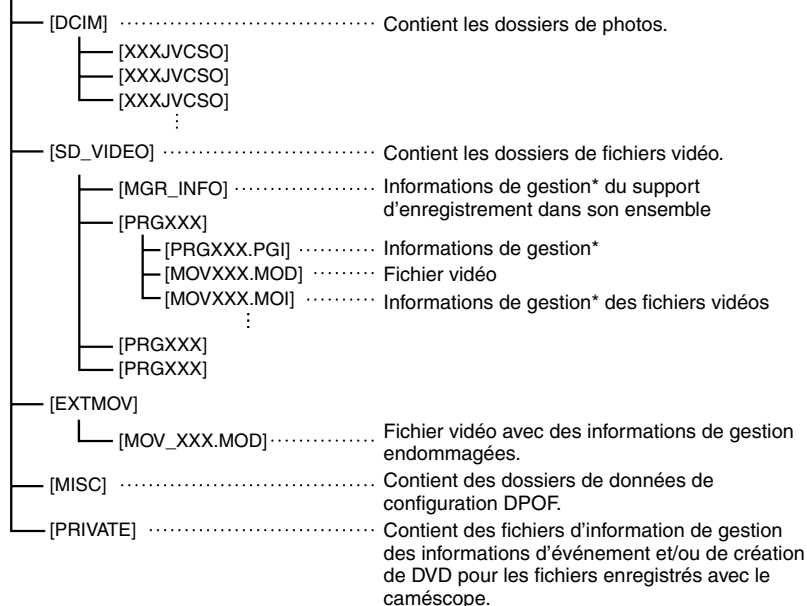 [DCIM] Contient les dossiers de photos.
[XXXJVCSO]
[XXXJVCSO]
[XXXJVCSO]
[SD_VIDEO] Contient les dossiers de fichiers vidéo.
[MGR_INFO] Informations de gestion* du support
d'enregistrement dans son ensemble
[PRGXXX]
[PRGXXX.PGI] Informations de gestion*
[MOVXXX.MOD] Fichier vidéo
[MOVXXX.MOI] Informations de gestion* des fichiers vidéos
[PRGXXX]
[PRGXXX]
[EXTMOV]
[MOV_XXX.MOD] Fichier vidéo avec des informations de gestion
endommagées.
[MISC] Contient des dossiers de données de
configuration DPOF.
[PRIVATE] Contient des fichiers d'information de gestion
des informations d'événement et/ou de création
de DVD pour les fichiers enregistrés avec le
caméscope.